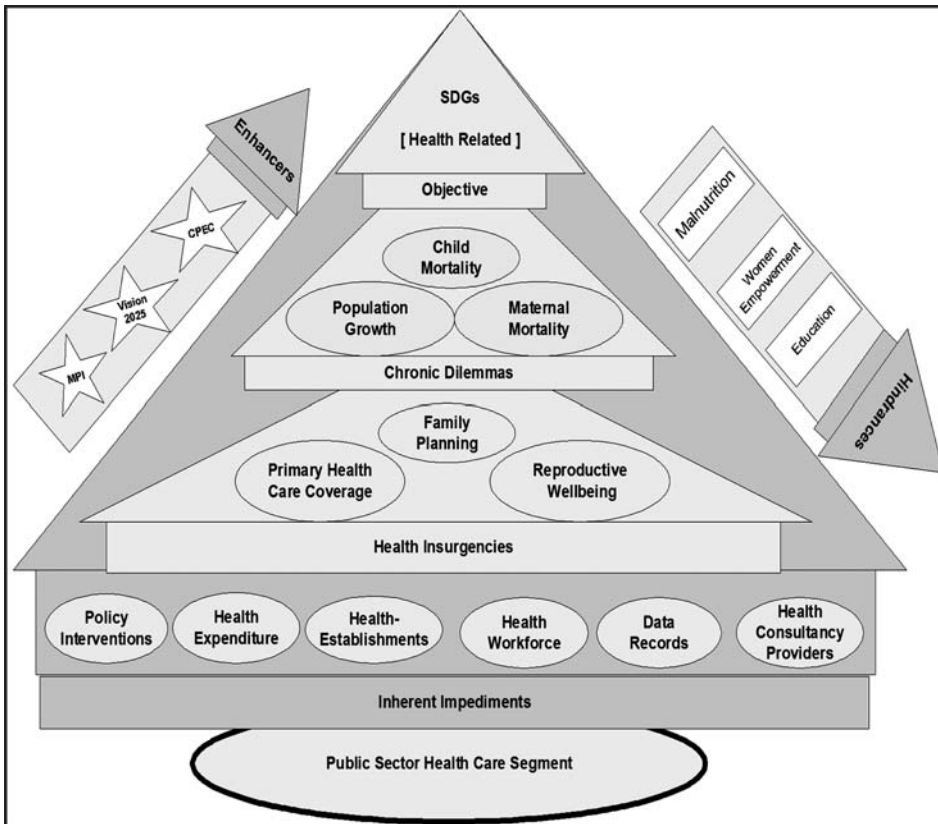 SDGs
[ Health Related ]
Objective
Enhancers
CPEC
Vision
2025
MPI
Malnutrition
Women
Empowerment
Education
Hindrances
Child
Mortality
Population
Growth
Maternal
Mortality
Chronic Dilemmas
Family
Planning
Primary Health
Care Coverage
Reproductive
Wellbeing
Health Insurgencies
Policy
Interventions
Health
Expenditure
Health-
Establishments
Health
Workforce
Data
Records
Health
Consultancy
Providers
Inherent Impediments
Public Sector Health Care Segment